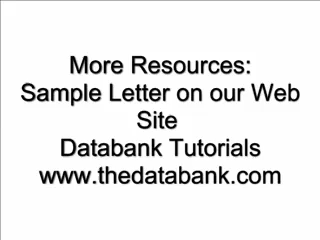 More Resources:
Sample Letter on our Web
Site
Databank Tutorials
www.thedatabank.com